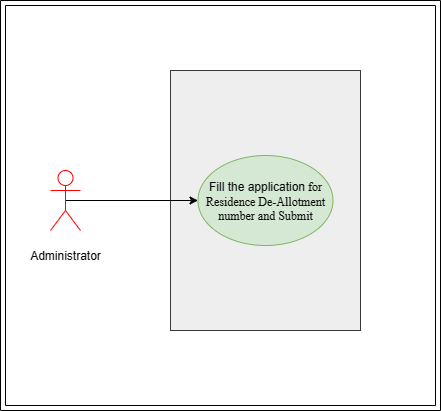 Fill the application for
Residence De-Allotment
number and Submit
Administrator